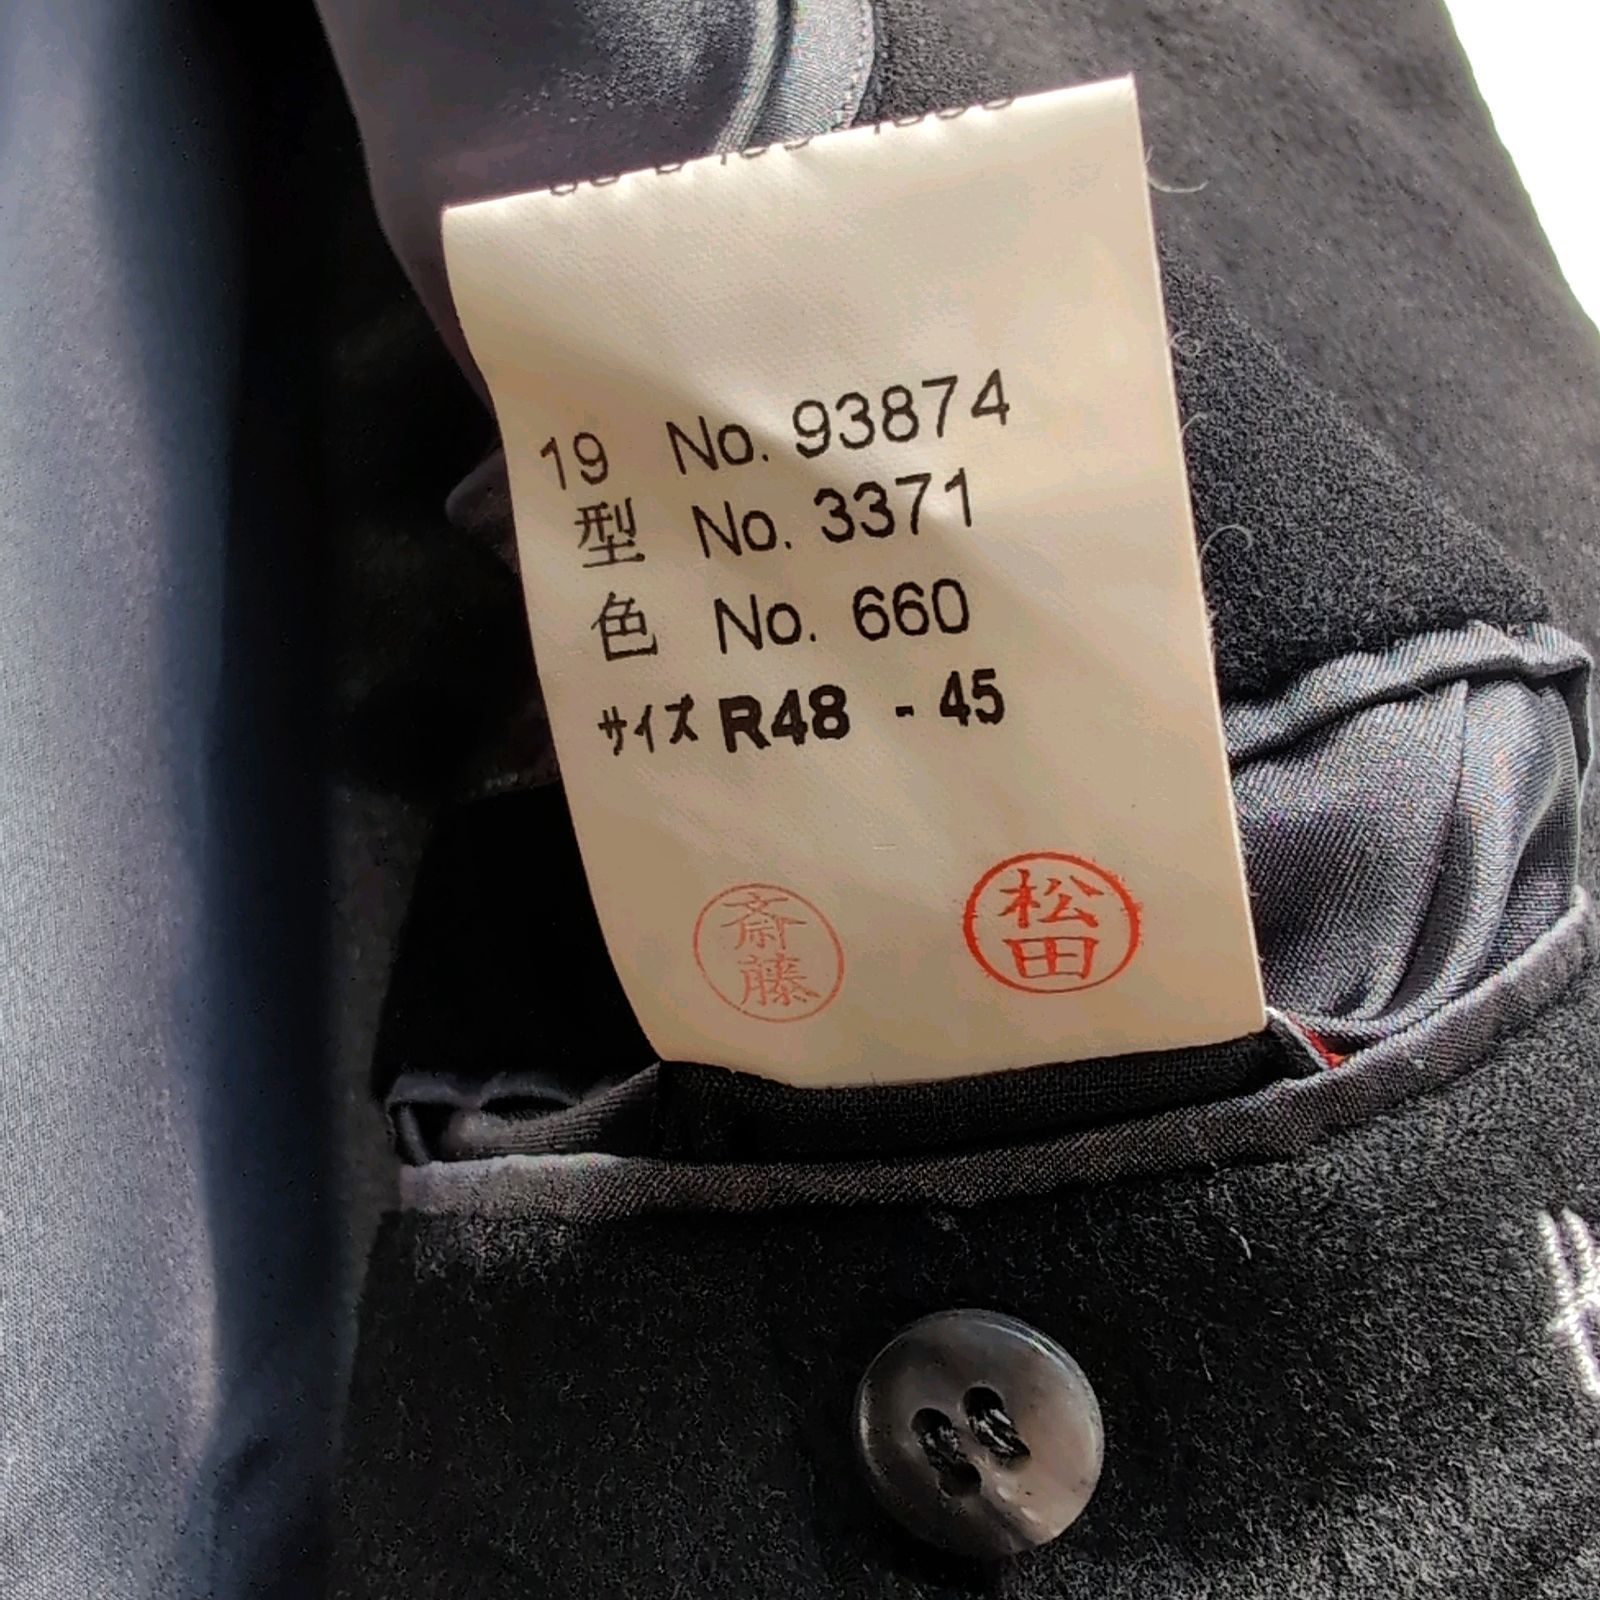 19 No. 93874
型 No. 3371
色 No. 660
サイズ R48 - 45
斎藤 松田